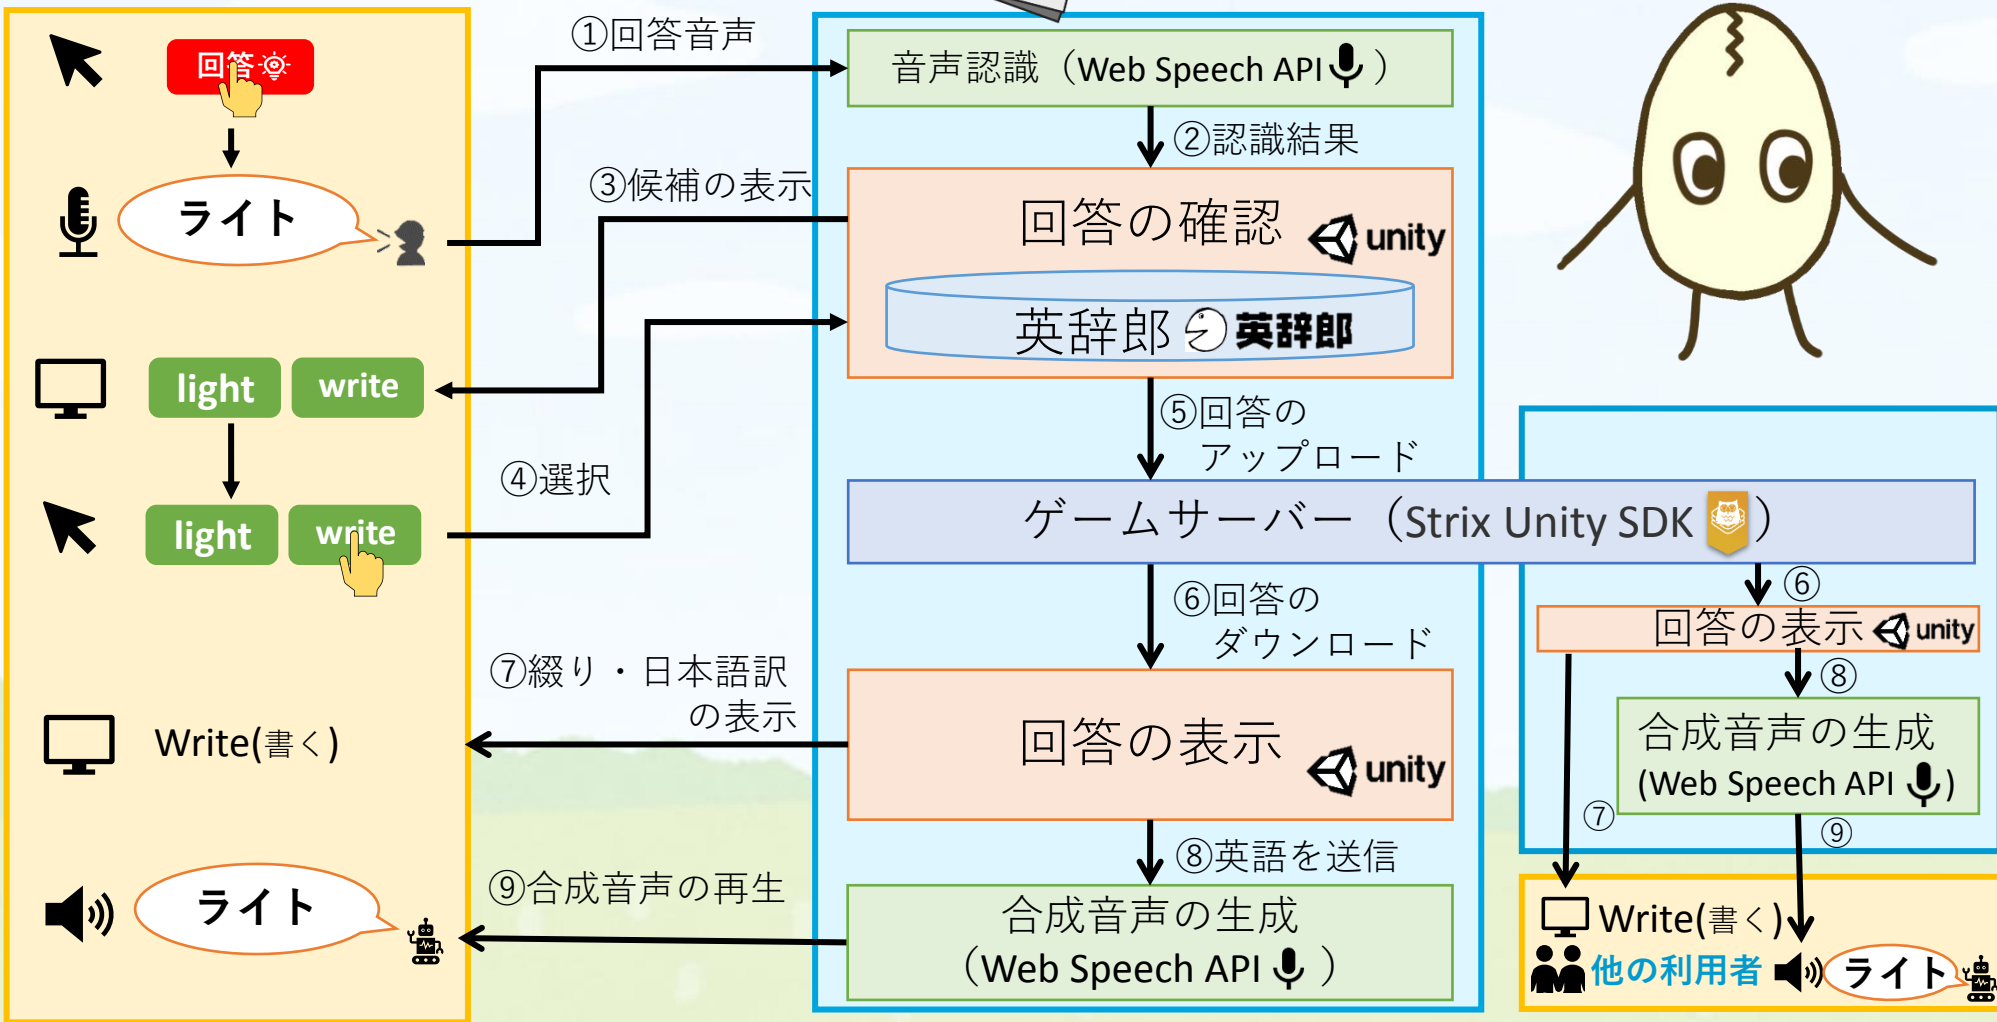 回答
ライト
light
write
light
write
Write(書く)
ライト
①回答音声
③候補の表示
④選択
⑦綴り・日本語訳
の表示
⑨合成音声の再生
音声認識（Web Speech API ）
②認識結果
回答の確認
unity
英辞郎
英辞郎
⑤回答の
アップロード
ゲームサーバー（Strix Unity SDK ）
⑥回答の
ダウンロード
回答の表示
unity
⑧英語を送信
合成音声の生成
（Web Speech API ）
⑥
回答の表示
unity
⑧
合成音声の生成
(Web Speech API )
⑦
⑨
Write(書く)
他の利用者
ライト